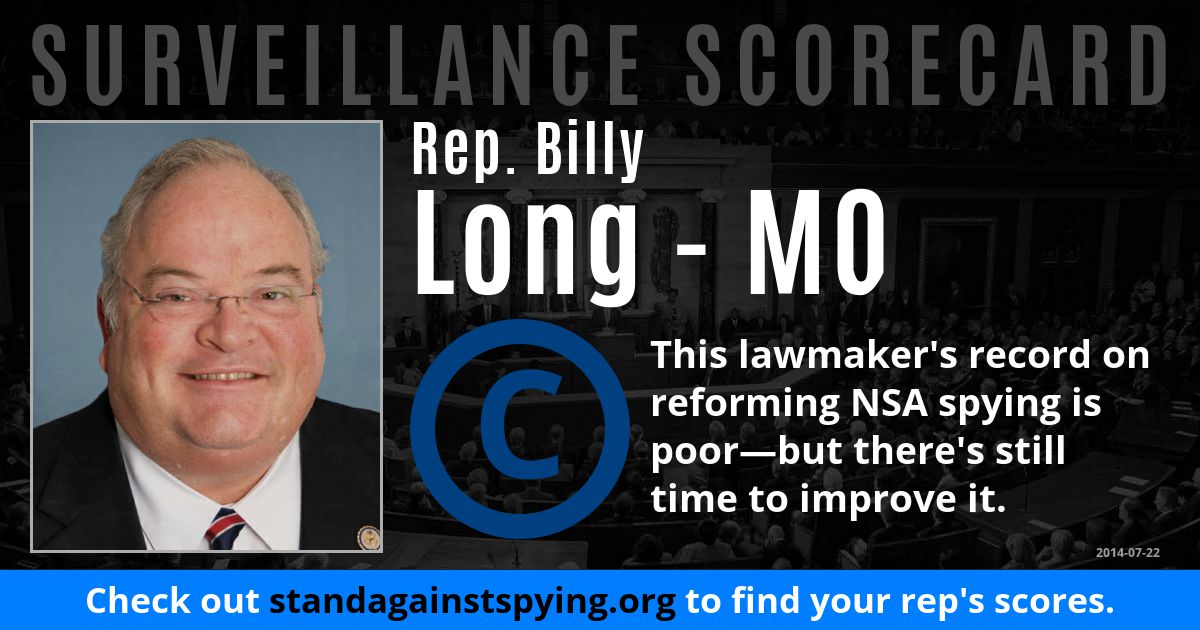 SURVEILLANCE SCORECARD
Rep. Billy
Long - MO
C
This lawmaker's record on
reforming NSA spying is
poor—but there's still
time to improve it.
2014-07-22
Check out standagainstspying.org to find your rep's scores.